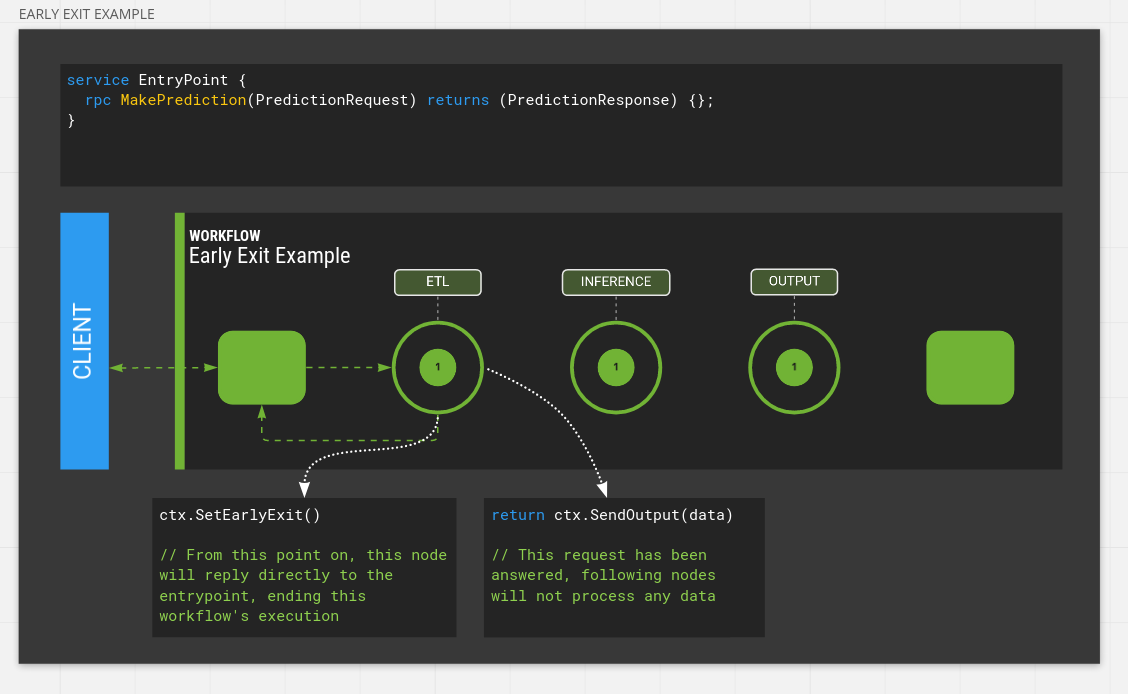 EARLY EXIT EXAMPLE
service EntryPoint {
  rpc MakePrediction(PredictionRequest) returns (PredictionResponse) {};
}
CLIENT
WORKFLOW
Early Exit Example
ETL
INFERENCE
OUTPUT
1
1
1
ctx.SetEarlyExit()
// From this point on, this node
will reply directly to the
entrypoint, ending this
workflow's execution
return ctx.SendOutput(data)
// This request has been
answered, following nodes
will not process any data